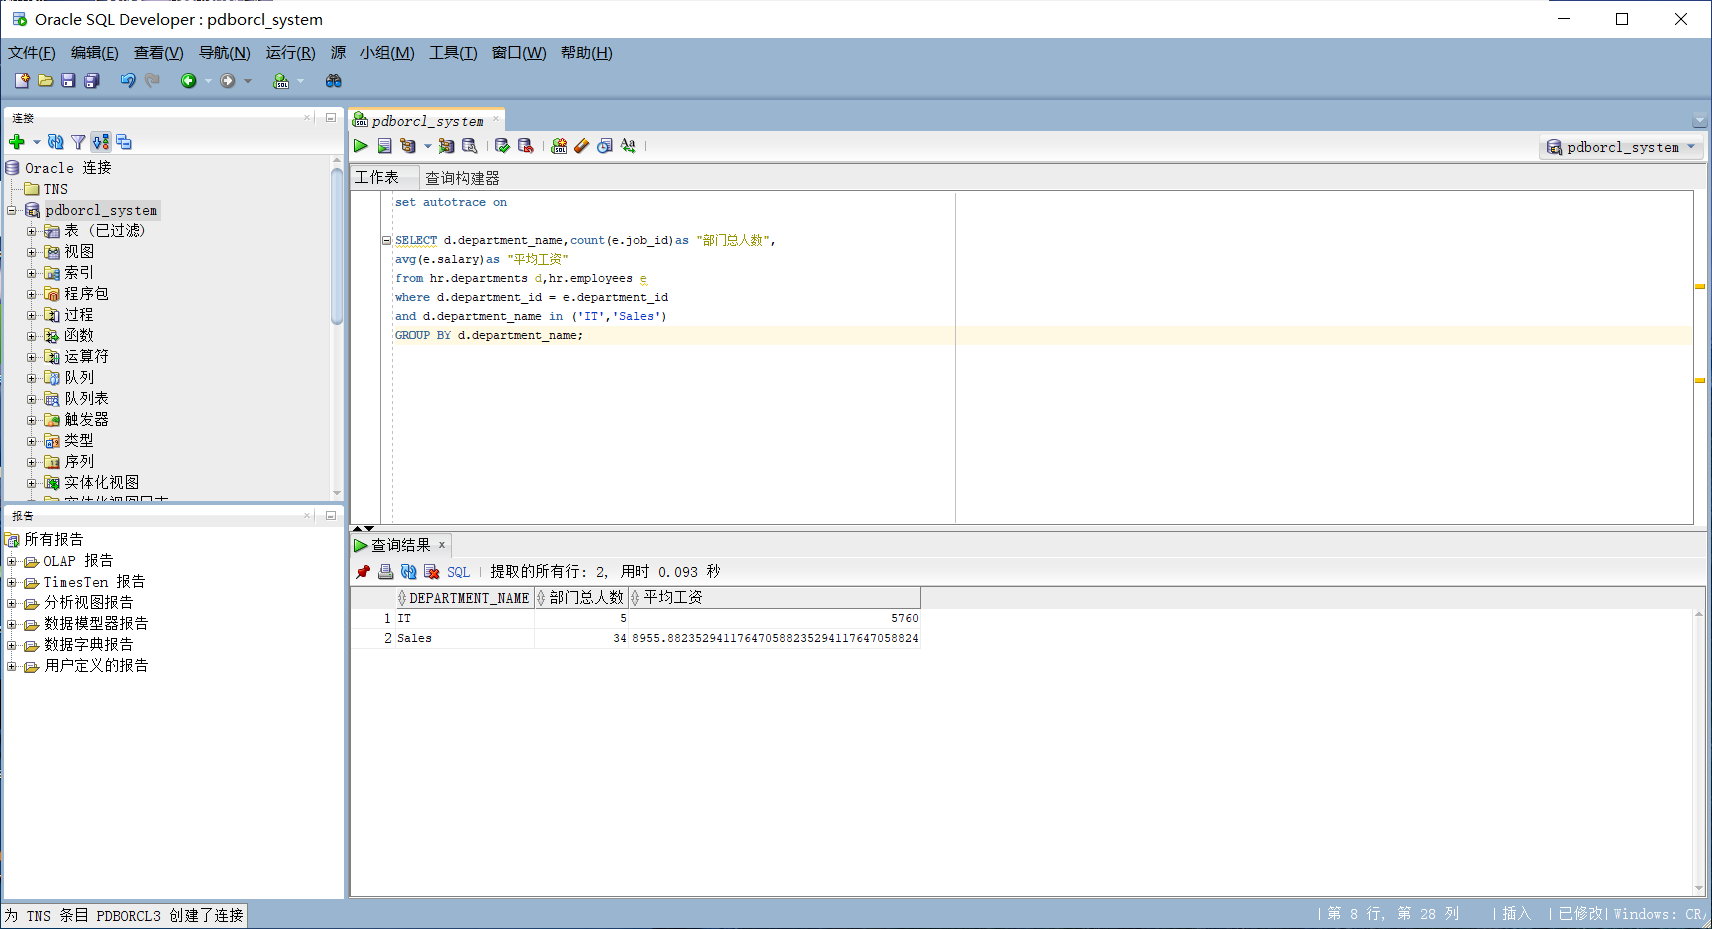 Oracle SQL Developer : pdborcl_system
文件(F) 编辑(E) 查看(V) 导航(N) 运行(R) 源 小组(M) 工具(T) 窗口(W) 帮助(H)
连接
Oracle 连接
TNS
pdborcl_system
表 (已过滤)
视图
索引
程序包
过程
函数
运算符
队列
队列表
触发器
类型
序列
实体化视图
实体化视图日志
报告
所有报告
OLAP 报告
TimesTen 报告
分析视图报告
数据模型器报告
数据字典报告
用户定义的报告
pdborcl_system
pdborcl_system
工作表 查询构建器
set autotrace on
SELECT d.department_name,count(e.job_id)as "部门总人数",
avg(e.salary)as "平均工资"
from hr.departments d,hr.employees e
where d.department_id = e.department_id
and d.department_name in ('IT','Sales')
GROUP BY d.department_name;
查询结果
SQL | 提取的所有行: 2, 用时 0.093 秒
DEPARTMENT_NAME 部门总人数 平均工资
1 IT 5 5760
2 Sales 34 8955.88235294117647058823529411764705882​4
为 TNS 条目 PDBORCL3 创建了连接
| 第 8 行, 第 28 列 | 插入 | 已修改| Windows: CR/